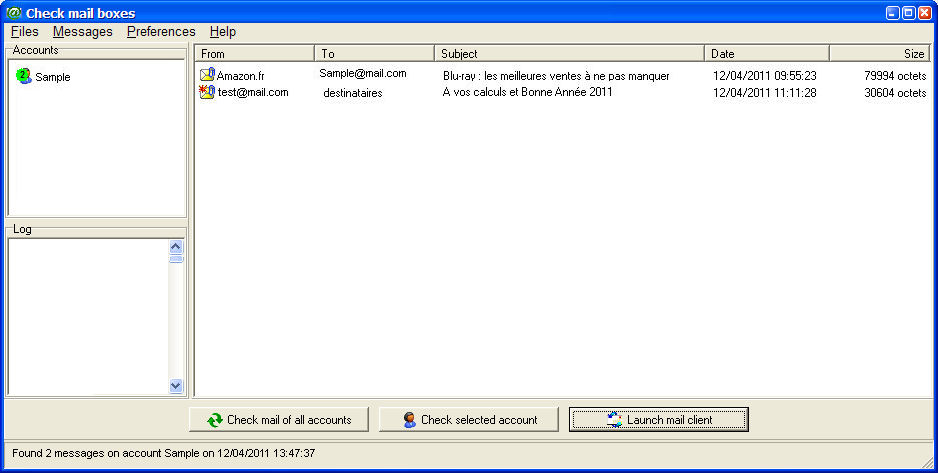 Check mail boxes
Files Messages Preferences Help
Accounts
Sample
From To Subject Date Size
Amazon.fr Sample@mail.com Blu-ray : les meilleures ventes à ne pas manquer 12/04/2011 09:55:23 79994 octets
test@mail.com destinataires A vos calculs et Bonne Année 2011 12/04/2011 11:11:28 30604 octets
Log
Check mail of all accounts Check selected account Launch mail client
Found 2 messages on account Sample on 12/04/2011 13:47:37